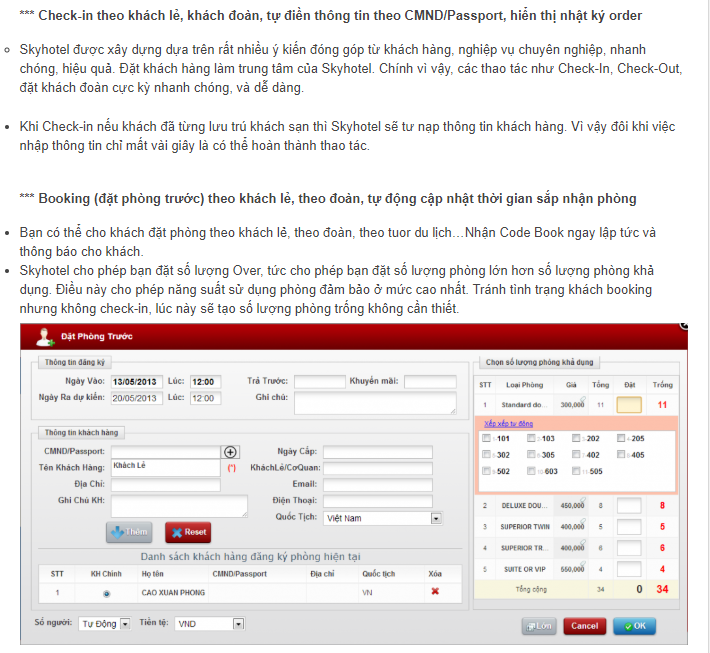 *** Check-in theo khách lẻ, khách đoàn, tự điền thông tin theo CMND/Passport, hiển thị nhật ký order
Skyhotel được xây dựng dựa trên rất nhiều ý kiến đóng góp từ khách hàng, nghiệp vụ chuyên nghiệp, nhanh
chóng, hiệu quả. Đặt khách hàng làm trung tâm của Skyhotel. Chính vì vậy, các thao tác như Check-In, Check-Out,
đặt khách đoàn cực kỳ nhanh chóng, và dễ dàng.
Khi Check-in nếu khách đã từng lưu trú khách sạn thì Skyhotel sẽ tư nạp thông tin khách hàng. Vì vậy đôi khi việc
nhập thông tin chỉ mất vài giây là có thể hoàn thành thao tác.
*** Booking (đặt phòng trước) theo khách lẻ, theo đoàn, tự động cập nhật thời gian sắp nhận phòng
Bạn có thể cho khách đặt phòng theo khách lẻ, theo đoàn, theo tuor du lịch…Nhận Code Book ngay lập tức và
thông báo cho khách.
Skyhotel cho phép bạn đặt số lượng Over, tức cho phép bạn đặt số lượng phòng lớn hơn số lượng phòng khả
dụng. Điều này cho phép năng suất sử dụng phòng đảm bảo ở mức cao nhất. Tránh tình trạng khách booking
nhưng không check-in, lúc này sẽ tạo số lượng phòng trống không cần thiết.
Đặt Phòng Trước
Thông tin đăng ký
Ngày Vào: 13/05/2013 Lúc: 12:00 Trả Trước: Khuyến mãi:
Ngày Ra dự kiến: 20/05/2013 Lúc: 12:00 Ghi chú:
Thông tin khách hàng
CMND/Passport: Ngày Cấp:
Tên Khách Hàng: Khách Lẻ (*) KháchLẻ/CơQuan:
Địa Chỉ: Email:
Ghi Chú KH: Điện Thoại:
Quốc Tịch: Việt Nam
Thêm Reset
Danh sách khách hàng đăng ký phòng hiện tại
STT KH Chính Họ tên CMND/Passport Địa chỉ Quốc tịch Xóa
1 CAO XUAN PHONG VN
Số người: Tự Động Tiền tệ: VND
Chọn số lượng phòng khả dụng
STT Loại Phòng Giá Tổng Đặt Trống
1 Standard do... 300,000 11 11
Xếp xếp tự động
101 103 202 205
302 305 402 405
502 603 505
2 DELUXE DOU... 450,000 8 8
3 SUPERIOR TWIN 400,000 5 5
4 SUPERIOR TR... 400,000 6 6
5 SUITE OR VIP 550,000 4 4
Tổng cộng 34 0 34
Lớn Cancel OK